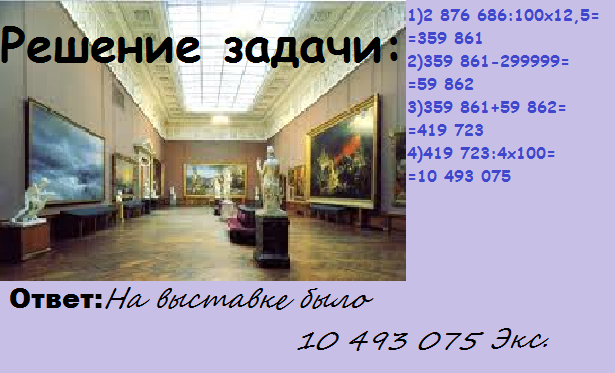 Решение задачи:
1)2 876 686:100x12,5=
=359 861
2)359 861-299999=
=59 862
3)359 861+59 862=
=419 723
4)419 723:4x100=
=10 493 075
Ответ:На выставке было
10 493 075 Экс.